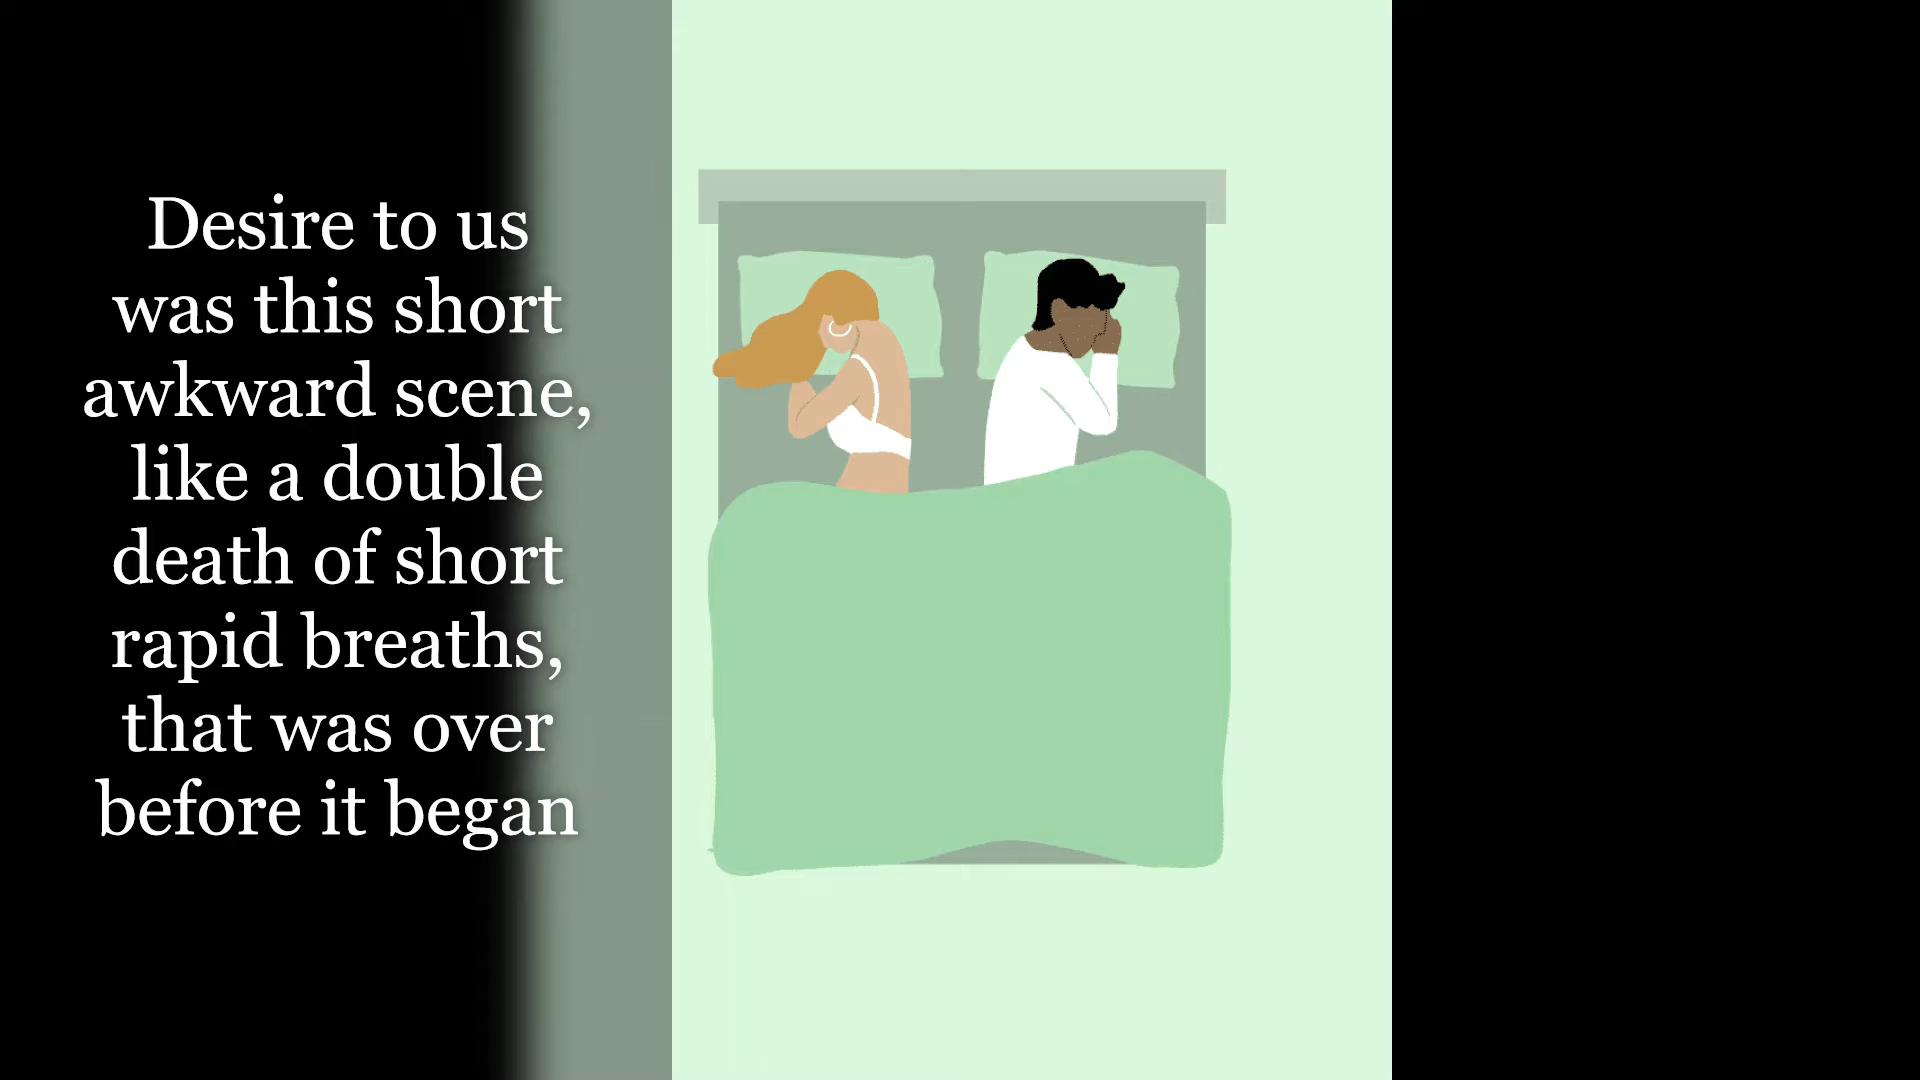 Desire to us
was this short
awkward scene,
like a double
death of short
rapid breaths,
that was over
before it began